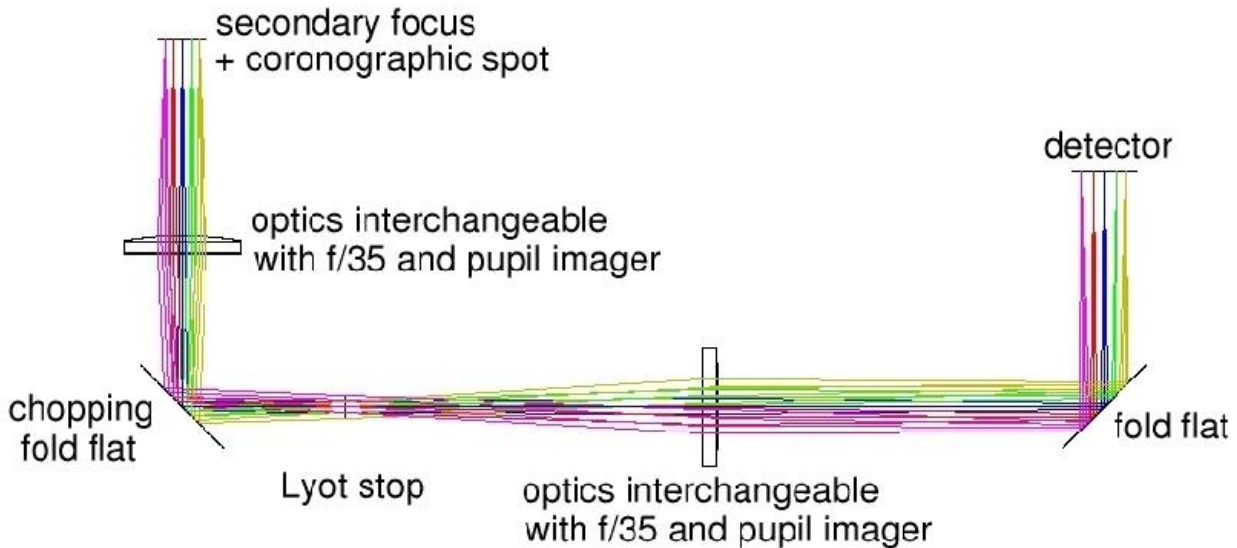 secondary focus
+ coronographic spot
detector
optics interchangeable
with f/35 and pupil imager
chopping
fold flat
fold flat
Lyot stop
optics interchangeable
with f/35 and pupil imager